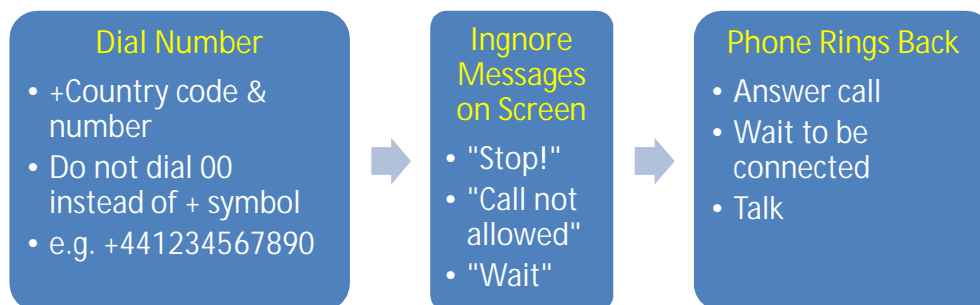 Dial Number
• +Country code &
number
• Do not dial 00
instead of + symbol
• e.g. +441234567890
Ingnore
Messages
on Screen
• "Stop!"
• "Call not
allowed"
• "Wait"
Phone Rings Back
• Answer call
• Wait to be
connected
• Talk